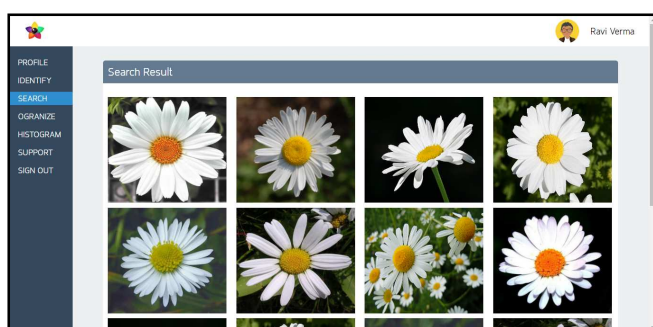 Ravi Verma
PROFILE
IDENTIFY
SEARCH
OGRANIZE
HISTOGRAM
SUPPORT
SIGN OUT
Search Result